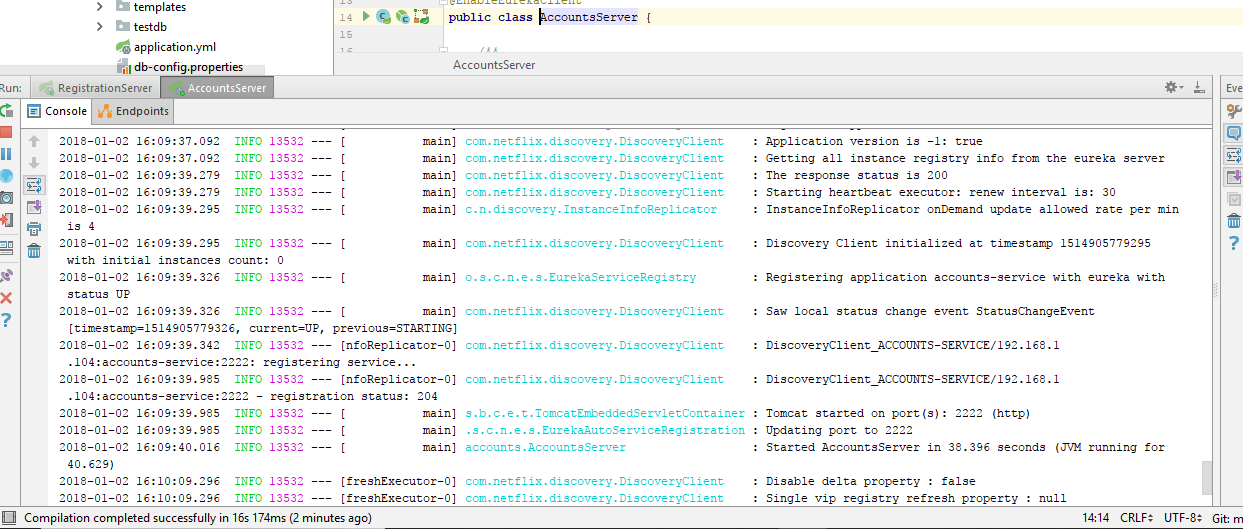 templates
testdb
application.yml
db-config.properties
13
@EnableEurekaClient
14
public class AccountsServer {
15
16
/**
AccountsServer
Run:
RegistrationServer
AccountsServer
Eve
Console
Endpoints
2018-01-02 16:09:37.092 INFO 13532 --- [ main] com.netflix.discovery.DiscoveryClient : Application version is -1: true
2018-01-02 16:09:37.092 INFO 13532 --- [ main] com.netflix.discovery.DiscoveryClient : Getting all instance registry info from the eureka server
2018-01-02 16:09:39.279 INFO 13532 --- [ main] com.netflix.discovery.DiscoveryClient : The response status is 200
2018-01-02 16:09:39.279 INFO 13532 --- [ main] com.netflix.discovery.DiscoveryClient : Starting heartbeat executor: renew interval is: 30
2018-01-02 16:09:39.295 INFO 13532 --- [ main] c.n.discovery.InstanceInfoReplicator : InstanceInfoReplicator onDemand update allowed rate per min
is 4
2018-01-02 16:09:39.295 INFO 13532 --- [ main] com.netflix.discovery.DiscoveryClient : Discovery Client initialized at timestamp 1514905779295
with initial instances count: 0
2018-01-02 16:09:39.326 INFO 13532 --- [ main] o.s.c.n.e.s.EurekaServiceRegistry : Registering application accounts-service with eureka with
status UP
2018-01-02 16:09:39.326 INFO 13532 --- [ main] com.netflix.discovery.DiscoveryClient : Saw local status change event StatusChangeEvent
[timestamp=1514905779326, current=UP, previous=STARTING]
2018-01-02 16:09:39.342 INFO 13532 --- [nfoReplicator-0] com.netflix.discovery.DiscoveryClient : DiscoveryClient_ACCOUNTS-SERVICE/192.168.1
.104:accounts-service:2222: registering service...
2018-01-02 16:09:39.985 INFO 13532 --- [nfoReplicator-0] com.netflix.discovery.DiscoveryClient : DiscoveryClient_ACCOUNTS-SERVICE/192.168.1
.104:accounts-service:2222 - registration status: 204
2018-01-02 16:09:39.985 INFO 13532 --- [ main] s.b.c.e.t.TomcatEmbeddedServletContainer : Tomcat started on port(s): 2222 (http)
2018-01-02 16:09:39.985 INFO 13532 --- [ main] .s.c.n.e.s.EurekaAutoServiceRegistration : Updating port to 2222
2018-01-02 16:09:40.016 INFO 13532 --- [ main] accounts.AccountsServer : Started AccountsServer in 38.396 seconds (JVM running for
40.629)
2018-01-02 16:10:09.296 INFO 13532 --- [freshExecutor-0] com.netflix.discovery.DiscoveryClient : Disable delta property : false
2018-01-02 16:10:09.296 INFO 13532 --- [freshExecutor-0] com.netflix.discovery.DiscoveryClient : Single vip registry refresh property : null
Compilation completed successfully in 16s 174ms (2 minutes ago)
14:14
CRLF
UTF-8
Git: m